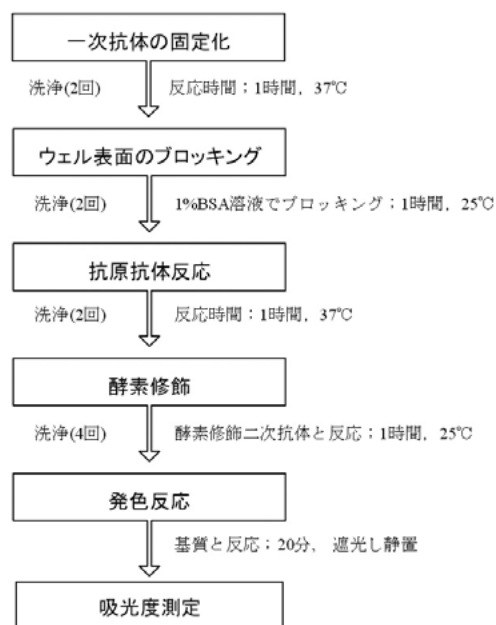 一次抗体の固定化
洗浄(2回) 反応時間；1時間，37℃
ウェル表面のブロッキング
洗浄(2回) 1%BSA溶液でブロッキング；1時間，25℃
抗原抗体反応
洗浄(2回) 反応時間：1時間，37℃
酵素修飾
洗浄(4回) 酵素修飾二次抗体と反応；1時間，25℃
発色反応
基質と反応；20分， 遮光し静置
吸光度測定